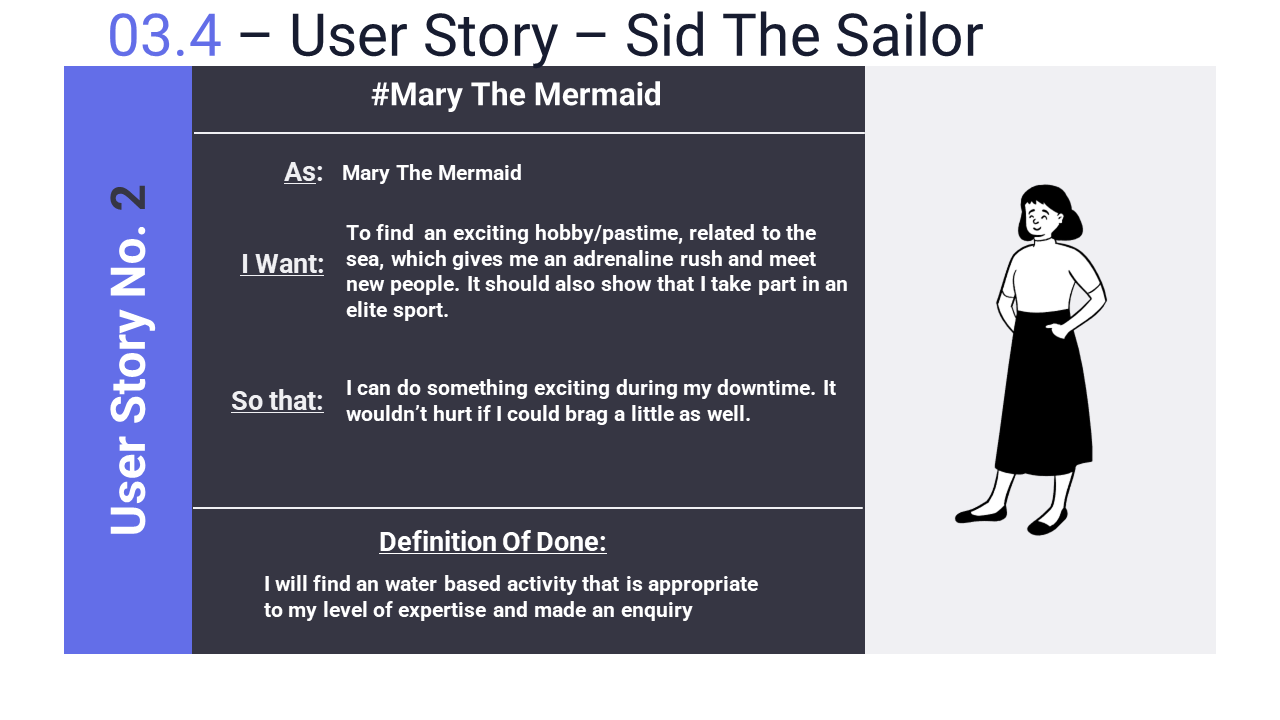 03.4 – User Story – Sid The Sailor
User Story No. 2
#Mary The Mermaid
As: Mary The Mermaid
I Want:
To find an exciting hobby/pastime, related to the
sea, which gives me an adrenaline rush and meet
new people. It should also show that I take part in an
elite sport.
So that:
I can do something exciting during my downtime. It
wouldn’t hurt if I could brag a little as well.
Definition Of Done:
I will find an water based activity that is appropriate
to my level of expertise and made an enquiry